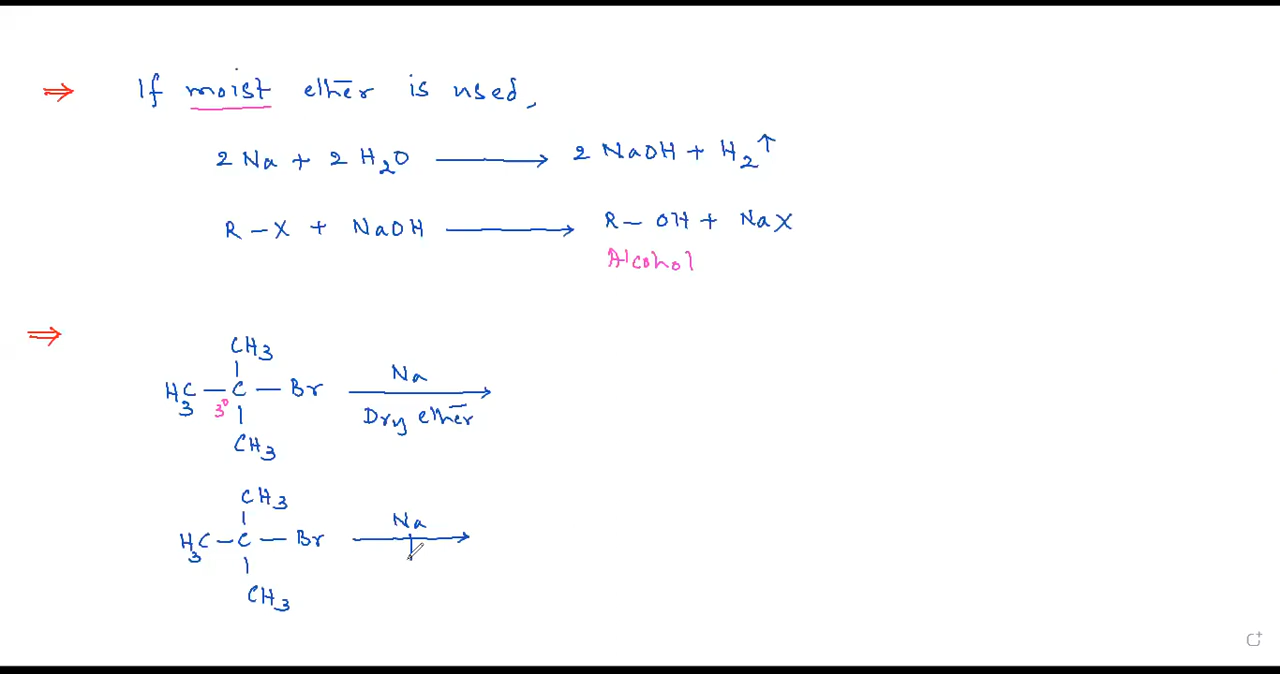 ⇒ If moist ether is used,
2 Na + 2 H₂O ⟶ 2 NaOH + H₂↑
R – X + NaOH ⟶ R – OH + NaX
Alcohol
⇒
CH₃
|
H₃C – C – Br ⟶ Na
3° | Dry ether
CH₃
CH₃
|
H₃C – C – Br ⟶ Na
|
CH₃